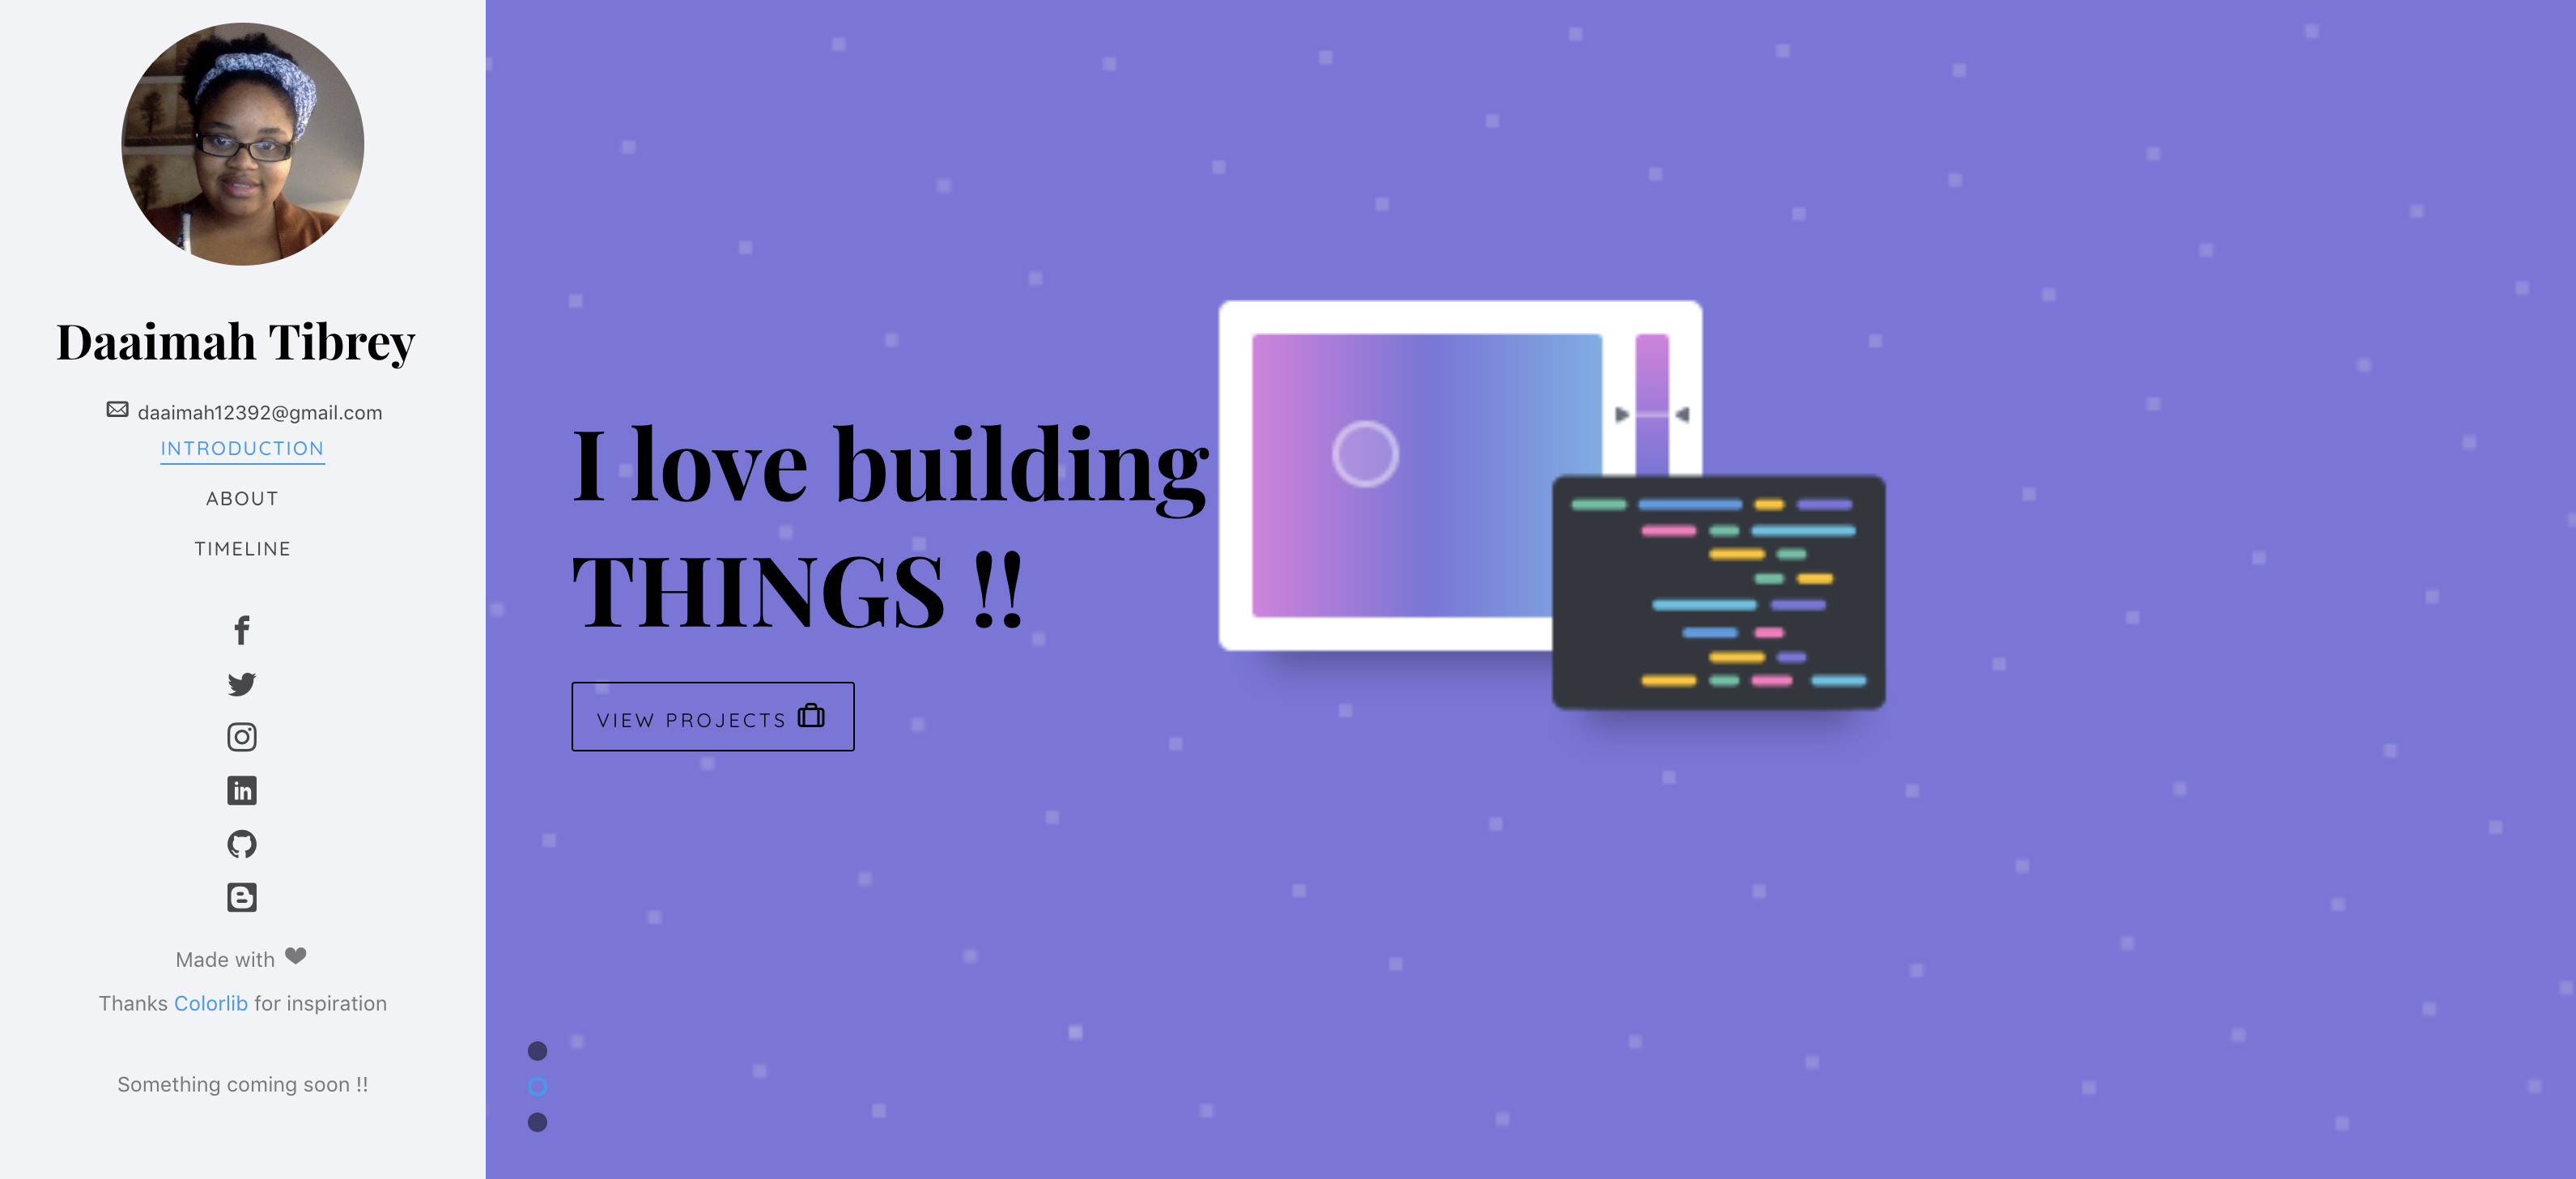 Daaimah Tibrey
daaimah12392@gmail.com
INTRODUCTION
ABOUT
TIMELINE
Made with
Thanks Colorlib for inspiration
Something coming soon !!
I love building
THINGS !!
VIEW PROJECTS